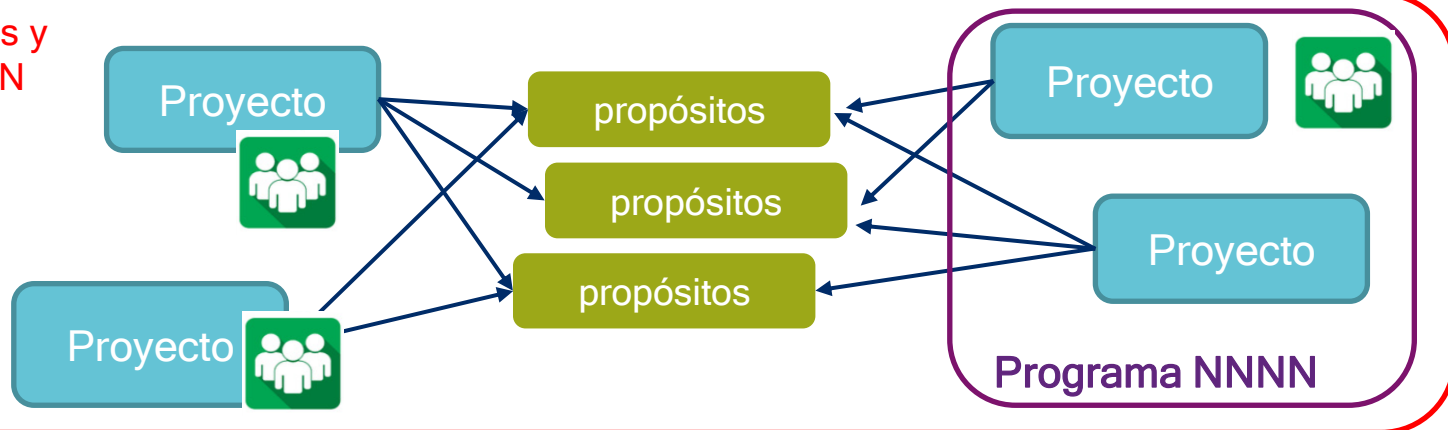 s y
N
Proyecto
propósitos
Proyecto
propósitos
Proyecto
propósitos
Proyecto
Programa NNNN